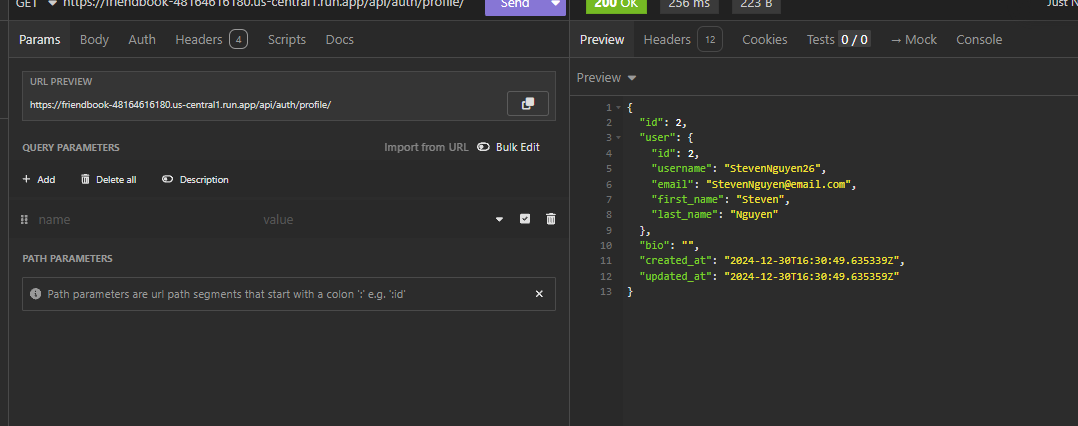 GET https://friendbook-48164616180.us-central1.run.app/api/auth/profile/ Send
200 OK 256 ms 223 B Just N
Params Body Auth Headers 4 Scripts Docs
URL PREVIEW
https://friendbook-48164616180.us-central1.run.app/api/auth/profile/
QUERY PARAMETERS Import from URL Bulk Edit
+ Add Delete all Description
name value
PATH PARAMETERS
Path parameters are url path segments that start with a colon ':' e.g. ':id'
Preview Headers 12 Cookies Tests 0 / 0 → Mock Console
Preview
1 {
2 "id": 2,
3 "user": {
4 "id": 2,
5 "username": "StevenNguyen26",
6 "email": "StevenNguyen@email.com",
7 "first_name": "Steven",
8 "last_name": "Nguyen"
9 },
10 "bio": "",
11 "created_at": "2024-12-30T16:30:49.635339Z",
12 "updated_at": "2024-12-30T16:30:49.635359Z"
13 }